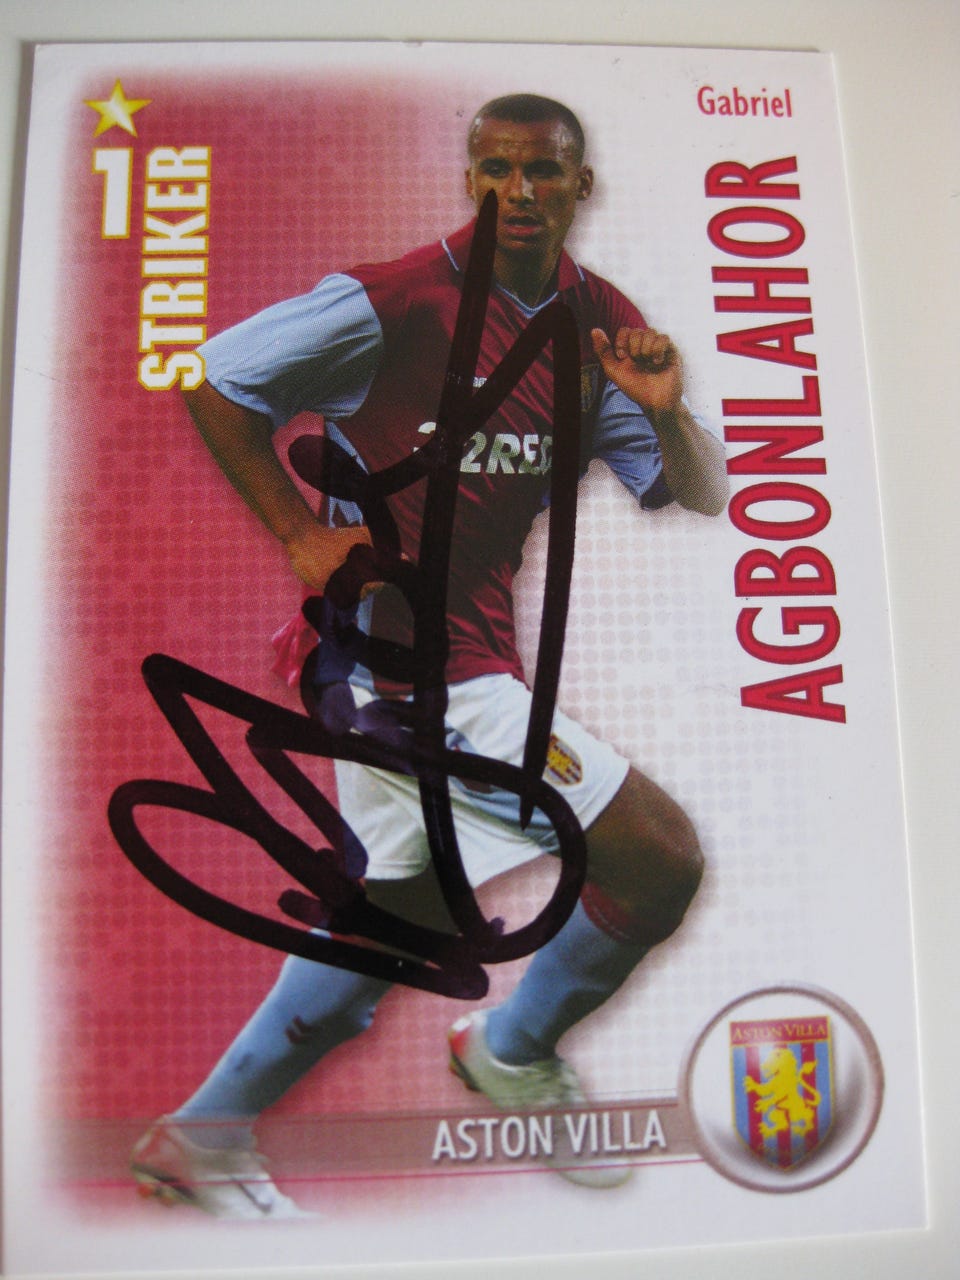 1
STRIKER
Gabriel
AGBONLAHOR
ASTON VILLA
ASTON VILLA